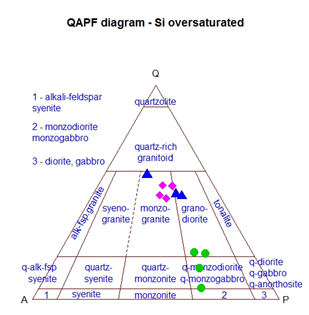 QAPF diagram - Si oversaturated
Q
1 - alkali-feldspar
syenite
2 - monzodiorite
monzogabbro
3 - diorite, gabbro
quartzolite
quartz-rich
granitoid
alk-fsp.granite
syeno-
granite
monzo-
granite
grano-
diorite
tonalite
q-alk-fsp
syenite
quartz-
syenite
quartz-
monzonite
q-monzodiorite
q-monzogabbro
q-diorite
q-gabbro
q-anorthosite
A
1
syenite
monzonite
2
3
P